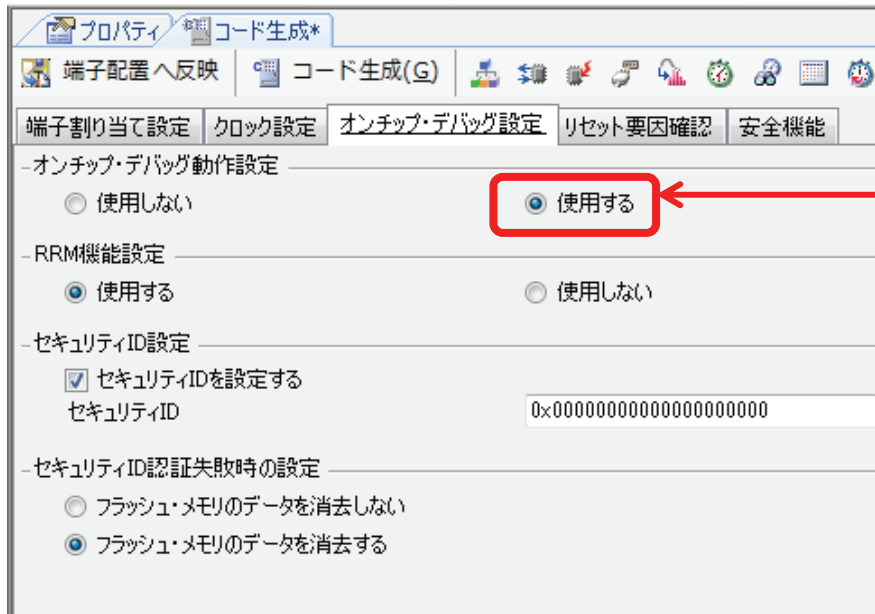 プロパティ コード生成*
端子配置へ反映 コード生成(G)
端子割り当て設定 クロック設定 オンチップ・デバッグ設定 リセット要因確認 安全機能
オンチップ・デバッグ動作設定
使用しない 使用する
RRM機能設定
使用する 使用しない
セキュリティID設定
セキュリティIDを設定する
セキュリティID 0x00000000000000000000
セキュリティID認証失敗時の設定
フラッシュ・メモリのデータを消去しない
フラッシュ・メモリのデータを消去する